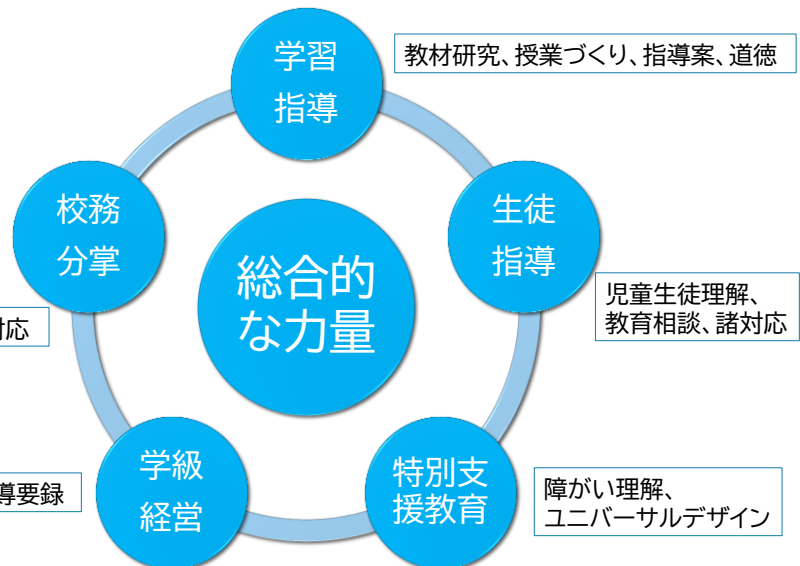 学習
指導
教材研究、授業づくり、指導案、道徳
校務
分掌
生徒
指導
総合的
な力量
児童生徒理解、
教育相談、諸対応
対応
学級
経営
導要録
特別支
援教育
障がい理解、
ユニバーサルデザイン